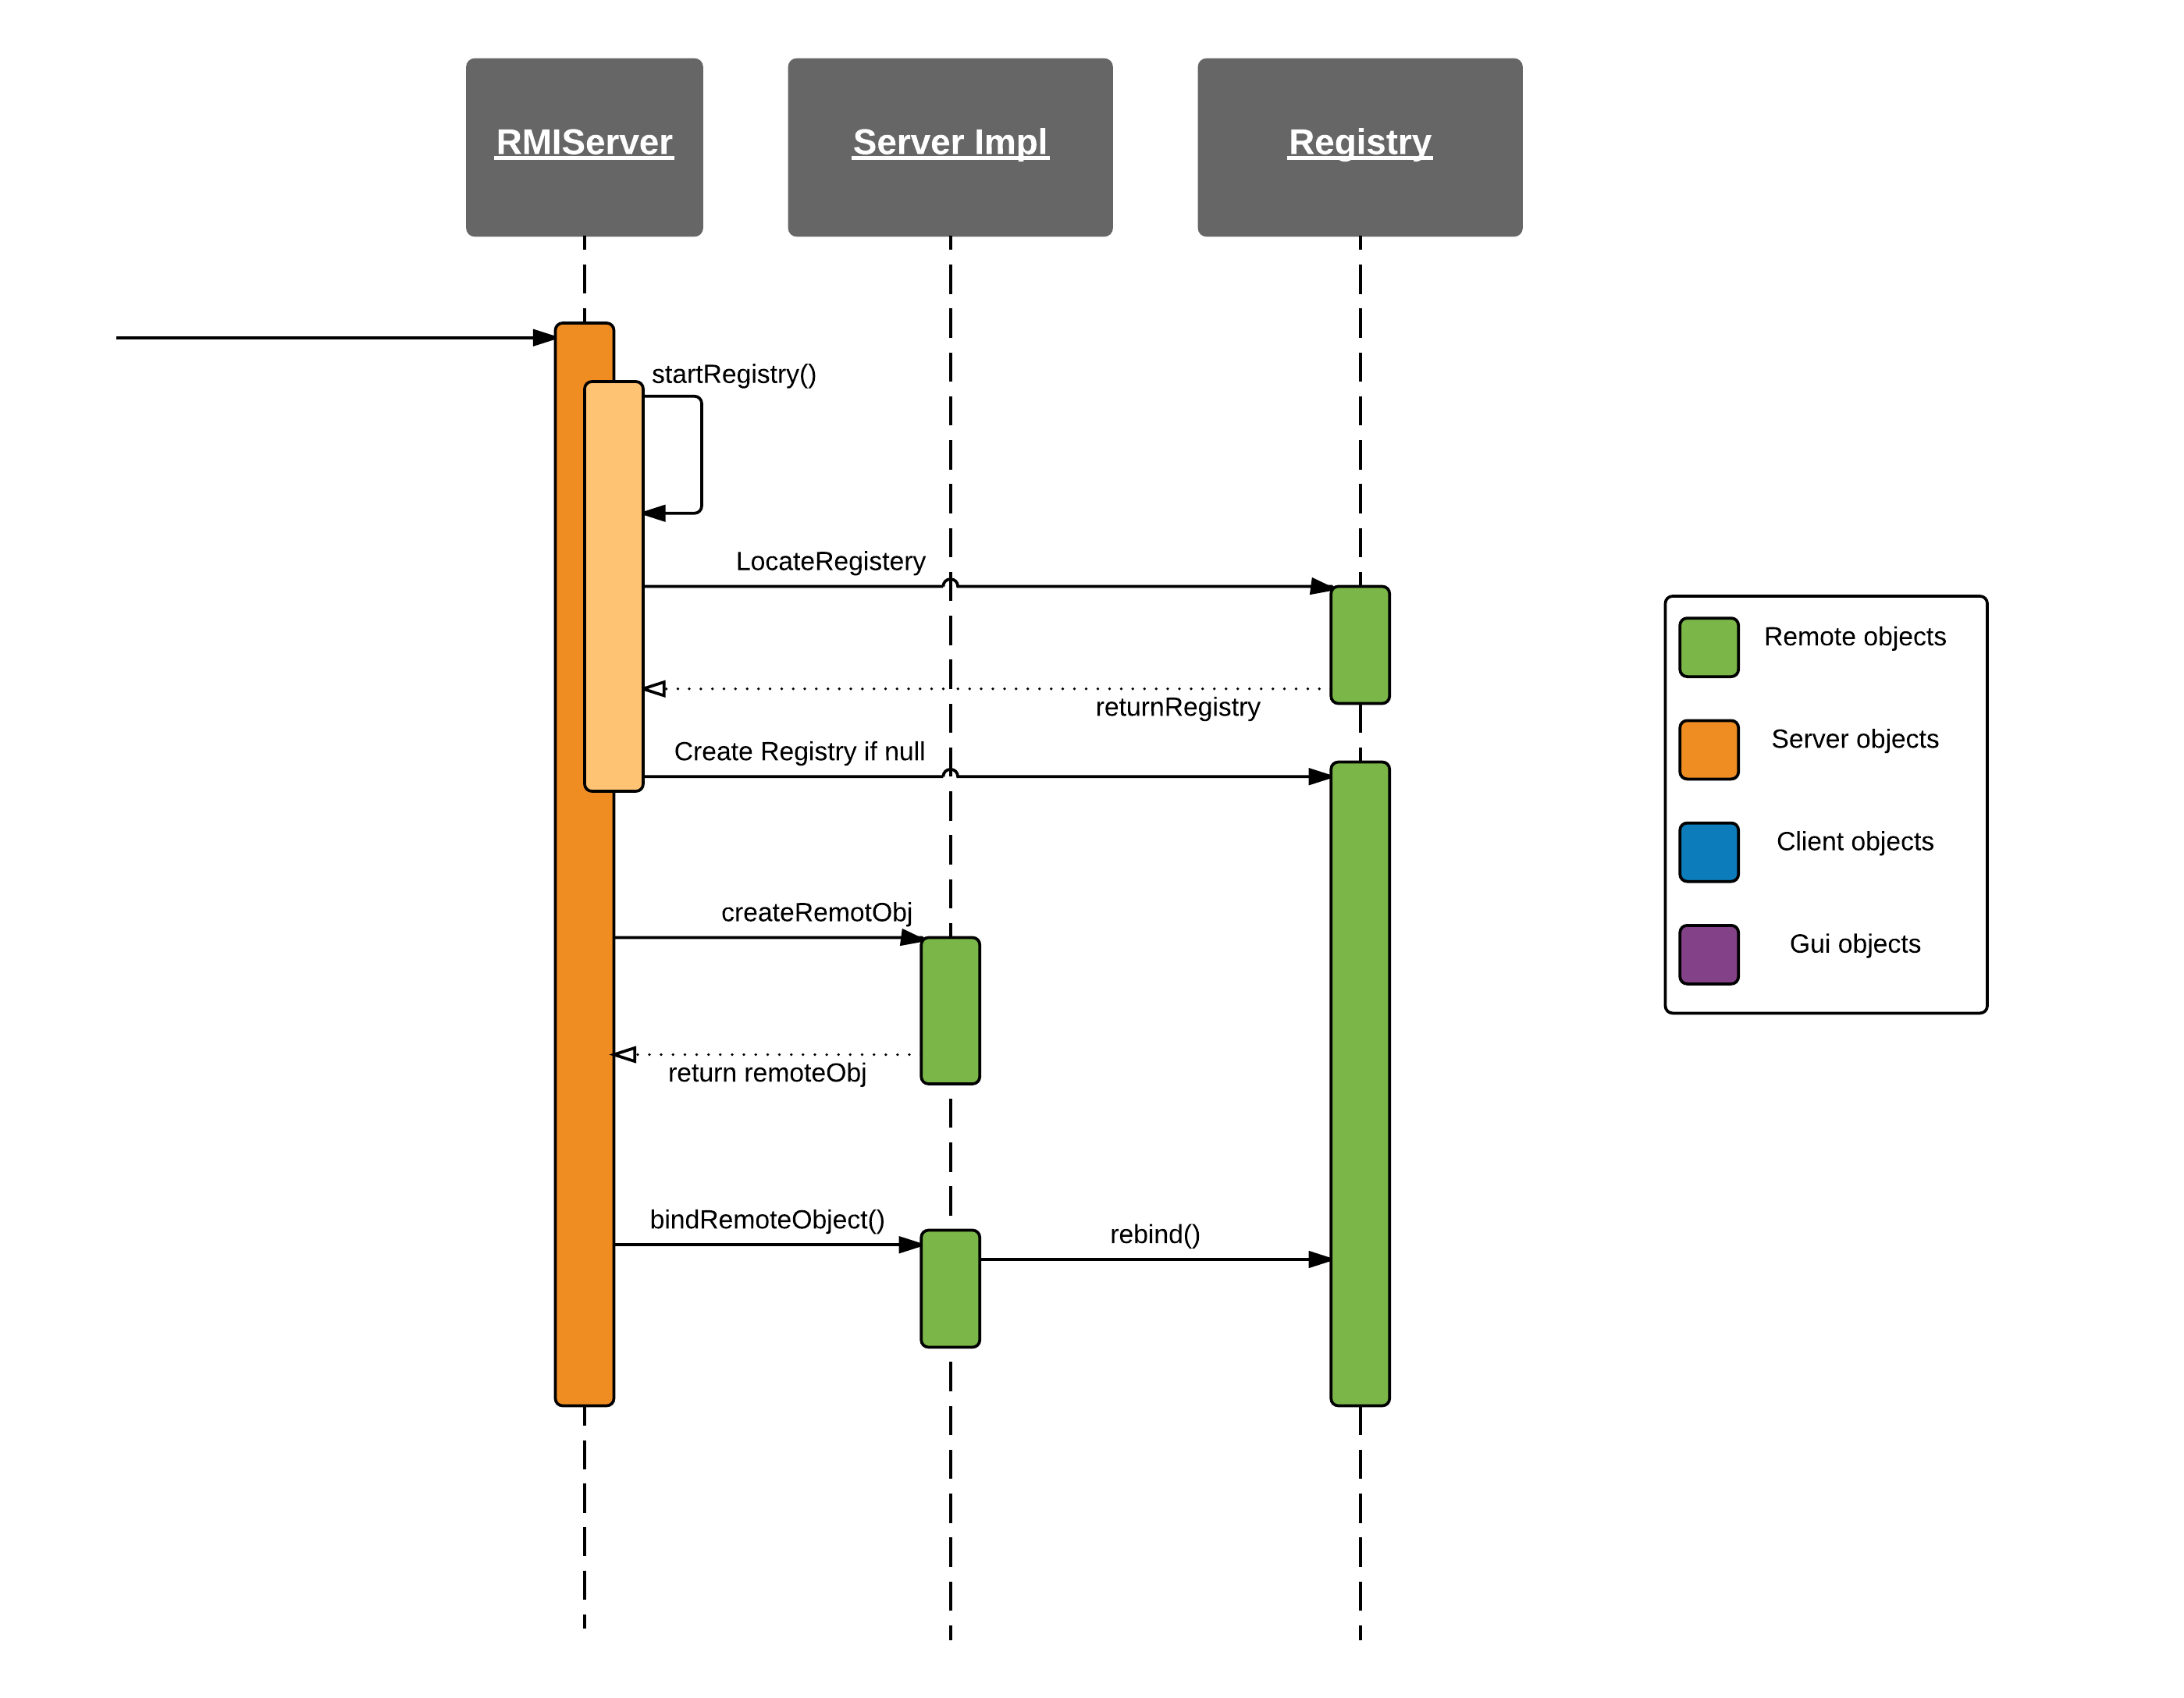 RMIServer
Server Impl
Registry
startRegistry()
LocateRegistery
returnRegistry
Create Registry if null
createRemotObj
return remoteObj
bindRemoteObject()
rebind()
Remote objects
Server objects
Client objects
Gui objects